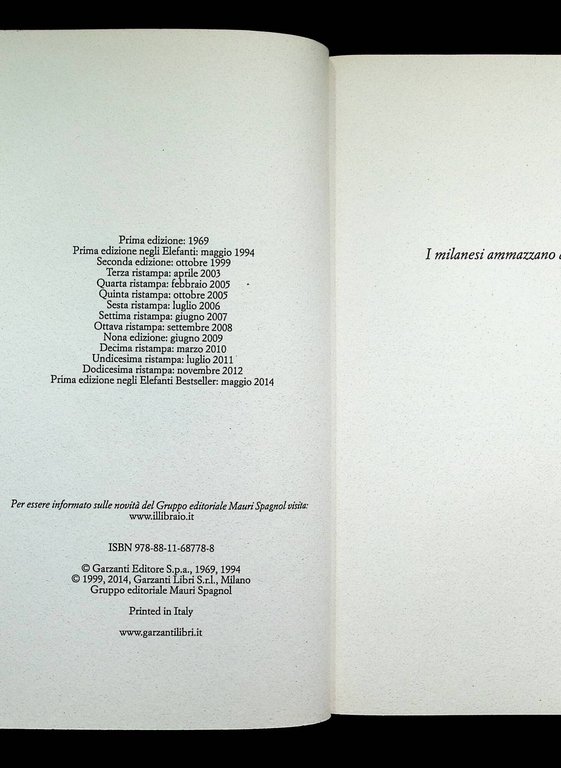 Prima edizione: 1969
Prima edizione negli Elefanti: maggio 1994
Seconda edizione: ottobre 1999
Terza ristampa: aprile 2003
Quarta ristampa: febbraio 2005
Quinta ristampa: ottobre 2005
Sesta ristampa: luglio 2006
Settima ristampa: giugno 2007
Ottava ristampa: settembre 2008
Nona edizione: giugno 2009
Decima ristampa: marzo 2010
Undicesima ristampa: luglio 2011
Dodicesima ristampa: novembre 2012
Prima edizione negli Elefanti Bestseller: maggio 2014
Per essere informato sulle novità del Gruppo editoriale Mauri Spagnol visita:
www.illibraio.it
ISBN 978-88-11-68778-8
© Garzanti Editore S.p.a., 1969, 1994
© 1999, 2014, Garzanti Libri S.r.l., Milano
Gruppo editoriale Mauri Spagnol
Printed in Italy
www.garzantilibri.it
I milanesi ammazzano